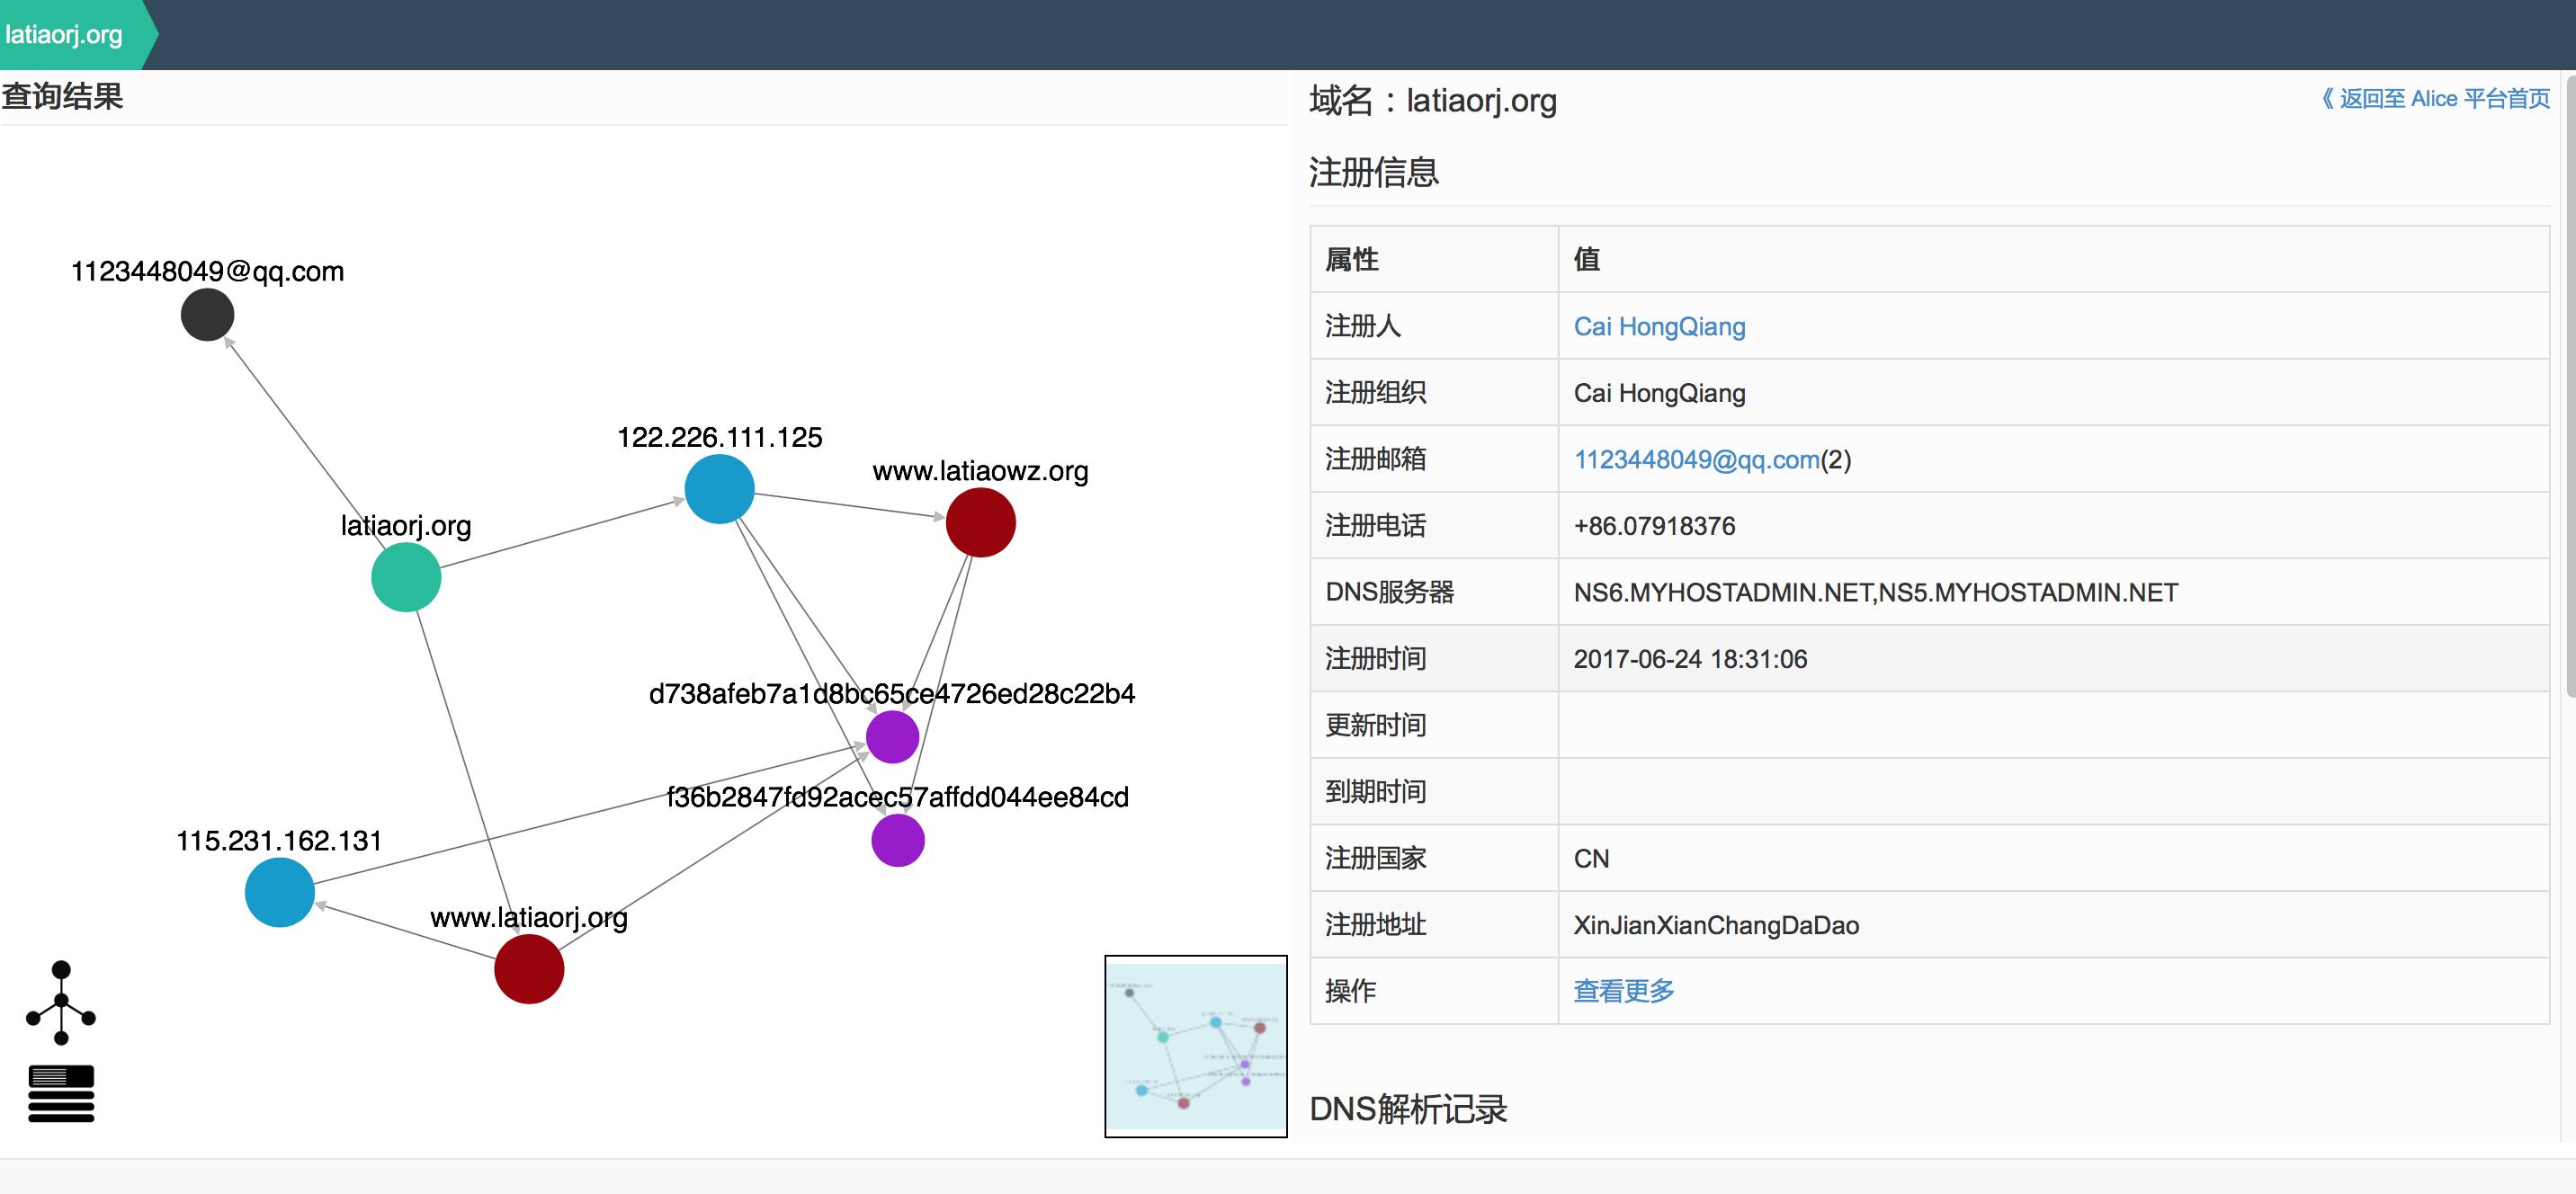 latiaorj.org
查询结果
1123448049@qq.com
122.226.111.125
www.latiaowz.org
latiaorj.org
d738afeb7a1d8bc65ce4726ed28c22b4
f36b2847fd92acec57affdd044ee84cd
115.231.162.131
www.latiaorj.org
域名：latiaorj.org
《 返回至 Alice 平台首页
注册信息
属性 值
注册人 Cai HongQiang
注册组织 Cai HongQiang
注册邮箱 1123448049@qq.com(2)
注册电话 +86.07918376
DNS服务器 NS6.MYHOSTADMIN.NET,NS5.MYHOSTADMIN.NET
注册时间 2017-06-24 18:31:06
更新时间
到期时间
注册国家 CN
注册地址 XinJianXianChangDaDao
操作 查看更多
DNS解析记录